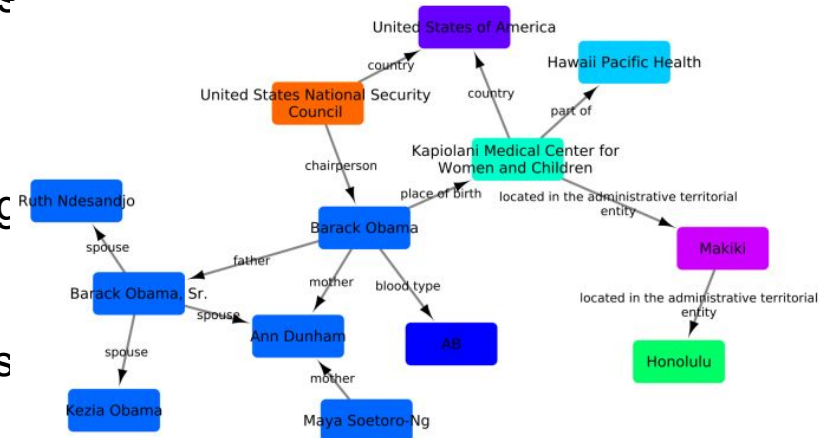 United States of America
Hawaii Pacific Health
country
United States National Security
Council
country
part of
Kapiolani Medical Center for
Women and Children
chairperson
place of birth
located in the administrative territorial
entity
Ruth Ndesandjo
Barack Obama
Makiki
spouse
father
mother
blood type
Barack Obama, Sr.
located in the administrative territorial
entity
spouse
Ann Dunham
AB
spouse
Honolulu
mother
Kezia Obama
Maya Soetoro-Ng